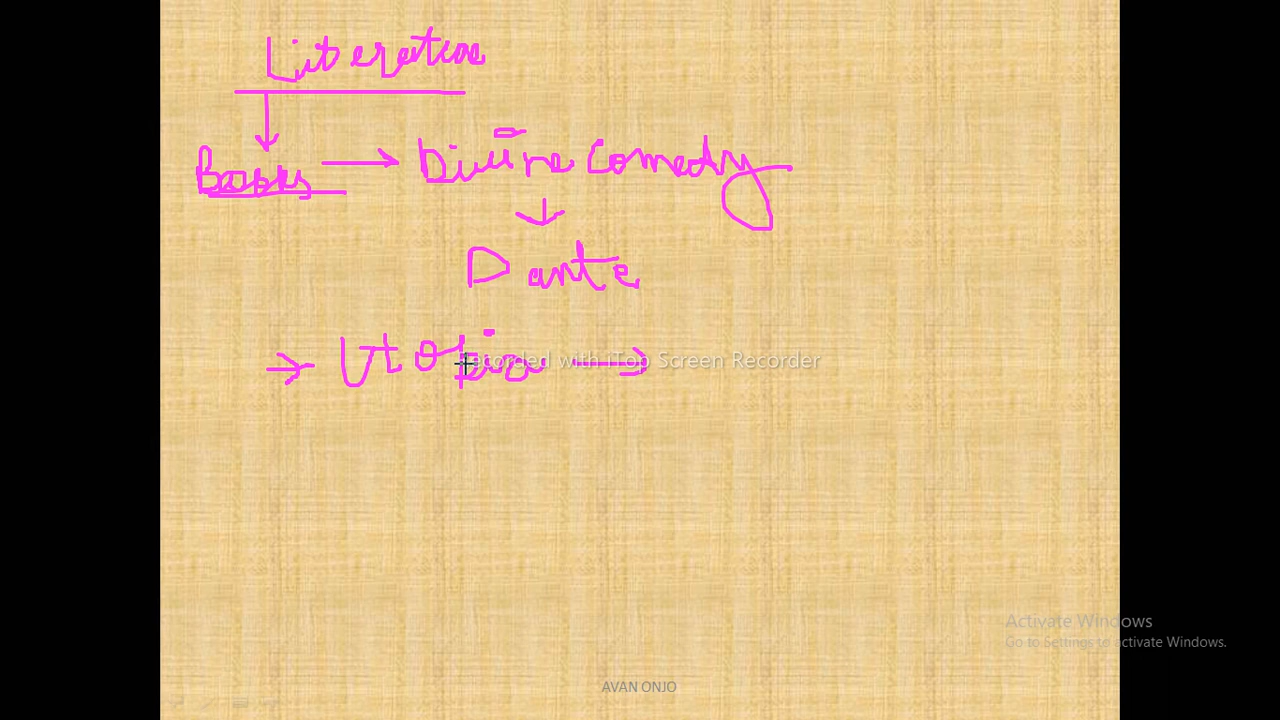 Literature
Books → Divine Comedy
Dante
→ Utopia →
Recorded with iTop Screen Recorder
Activate Windows
Go to Settings to activate Windows.
AVAN ONJO